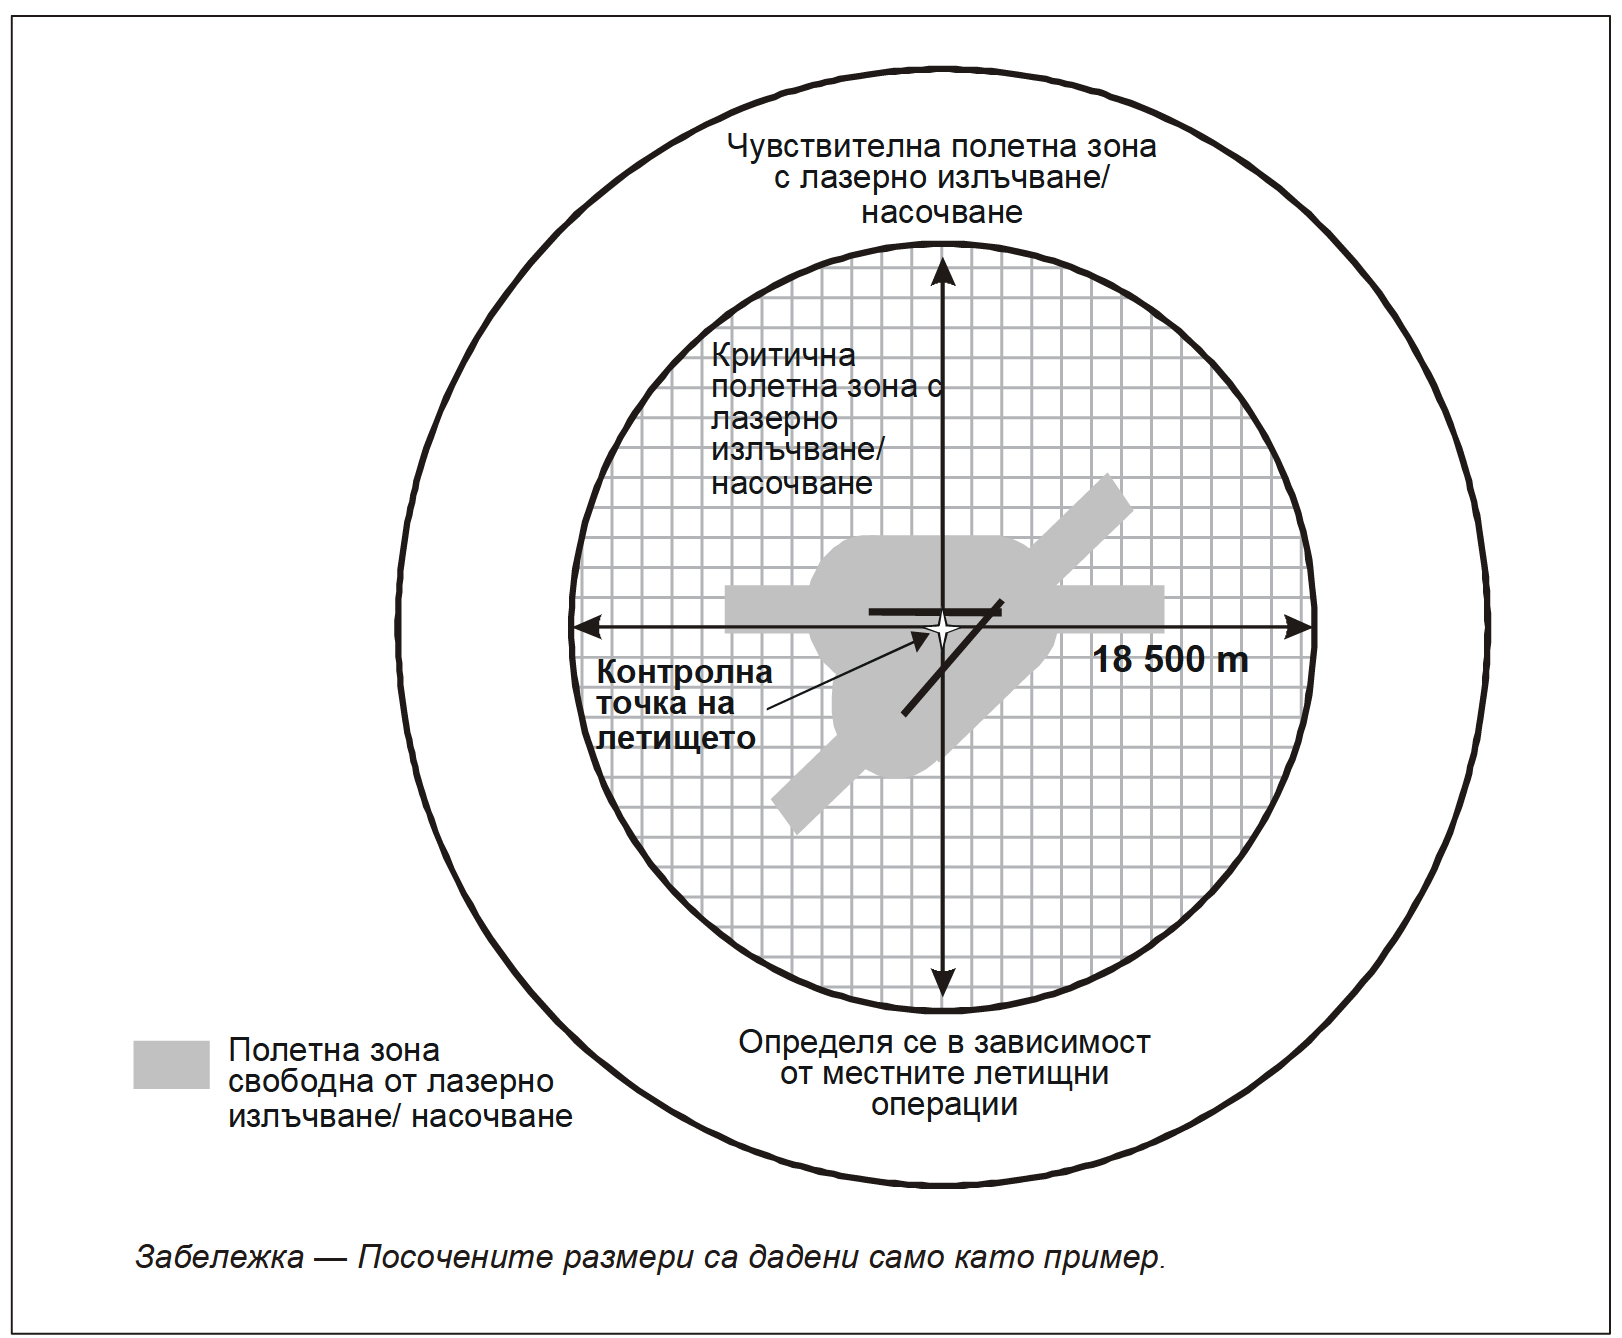 Чувствителна полетна зона
с лазерно излъчване/
насочване
Критична
полетна зона с
лазерно
излъчване/
насочване
18 500 m
Контролна
точка на
летището
Определя се в зависимост
от местните летищни
операции
Полетна зона
свободна от лазерно
излъчване/ насочване
Забележка — Посочените размери са дадени само като пример.